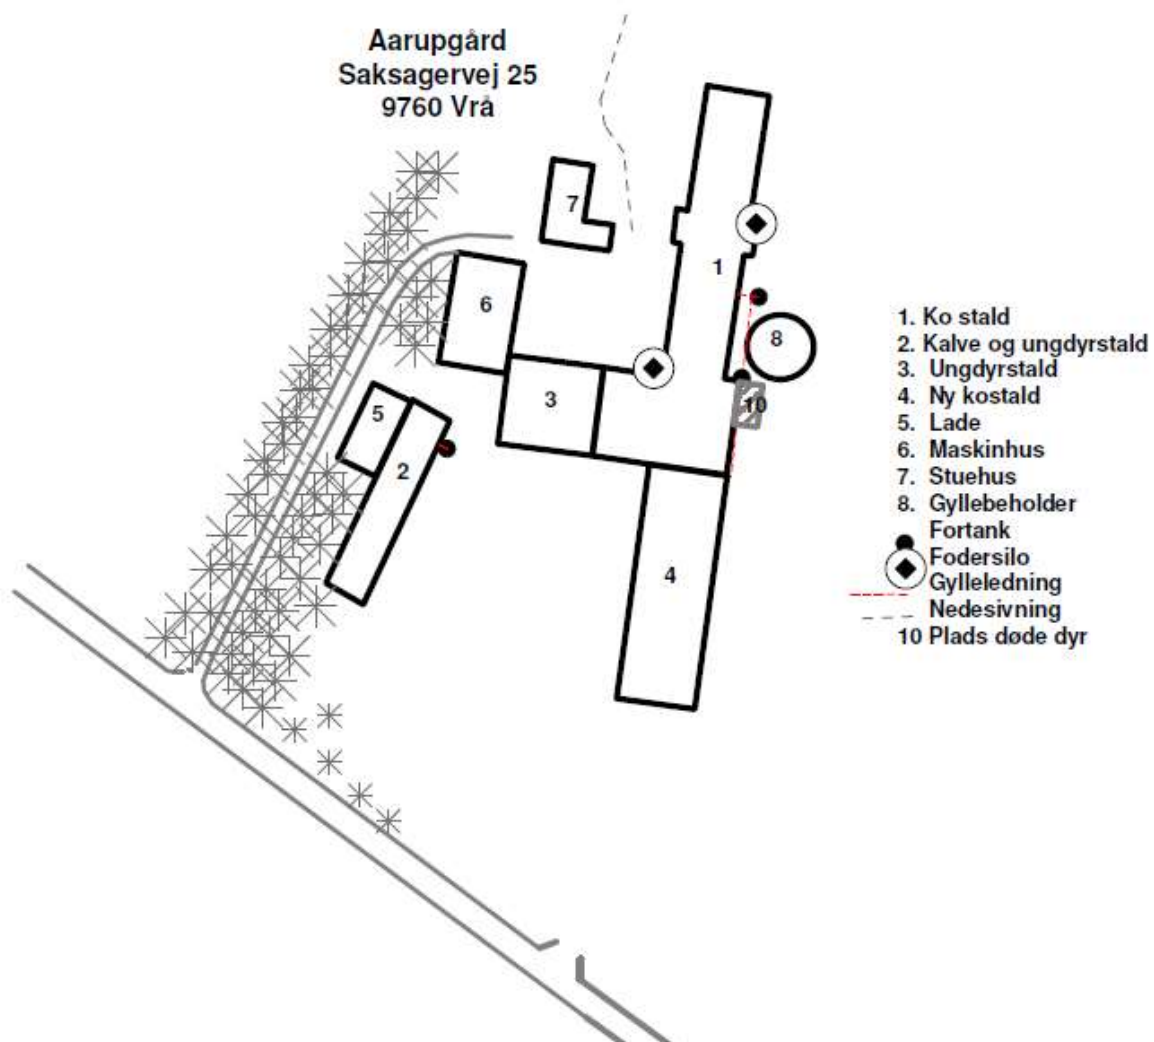 Aarupgård
Saksagervej 25
9760 Vrå
7
1
6
8
10
3
5
2
4
1. Ko stald
2. Kalve og ungdyrstald
3. Ungdyrstald
4. Ny kostald
5. Lade
6. Maskinhus
7. Stuehus
8. Gyllebeholder
Fortank
Fodersilo
Gylleledning
Nedesivning
10 Plads døde dyr